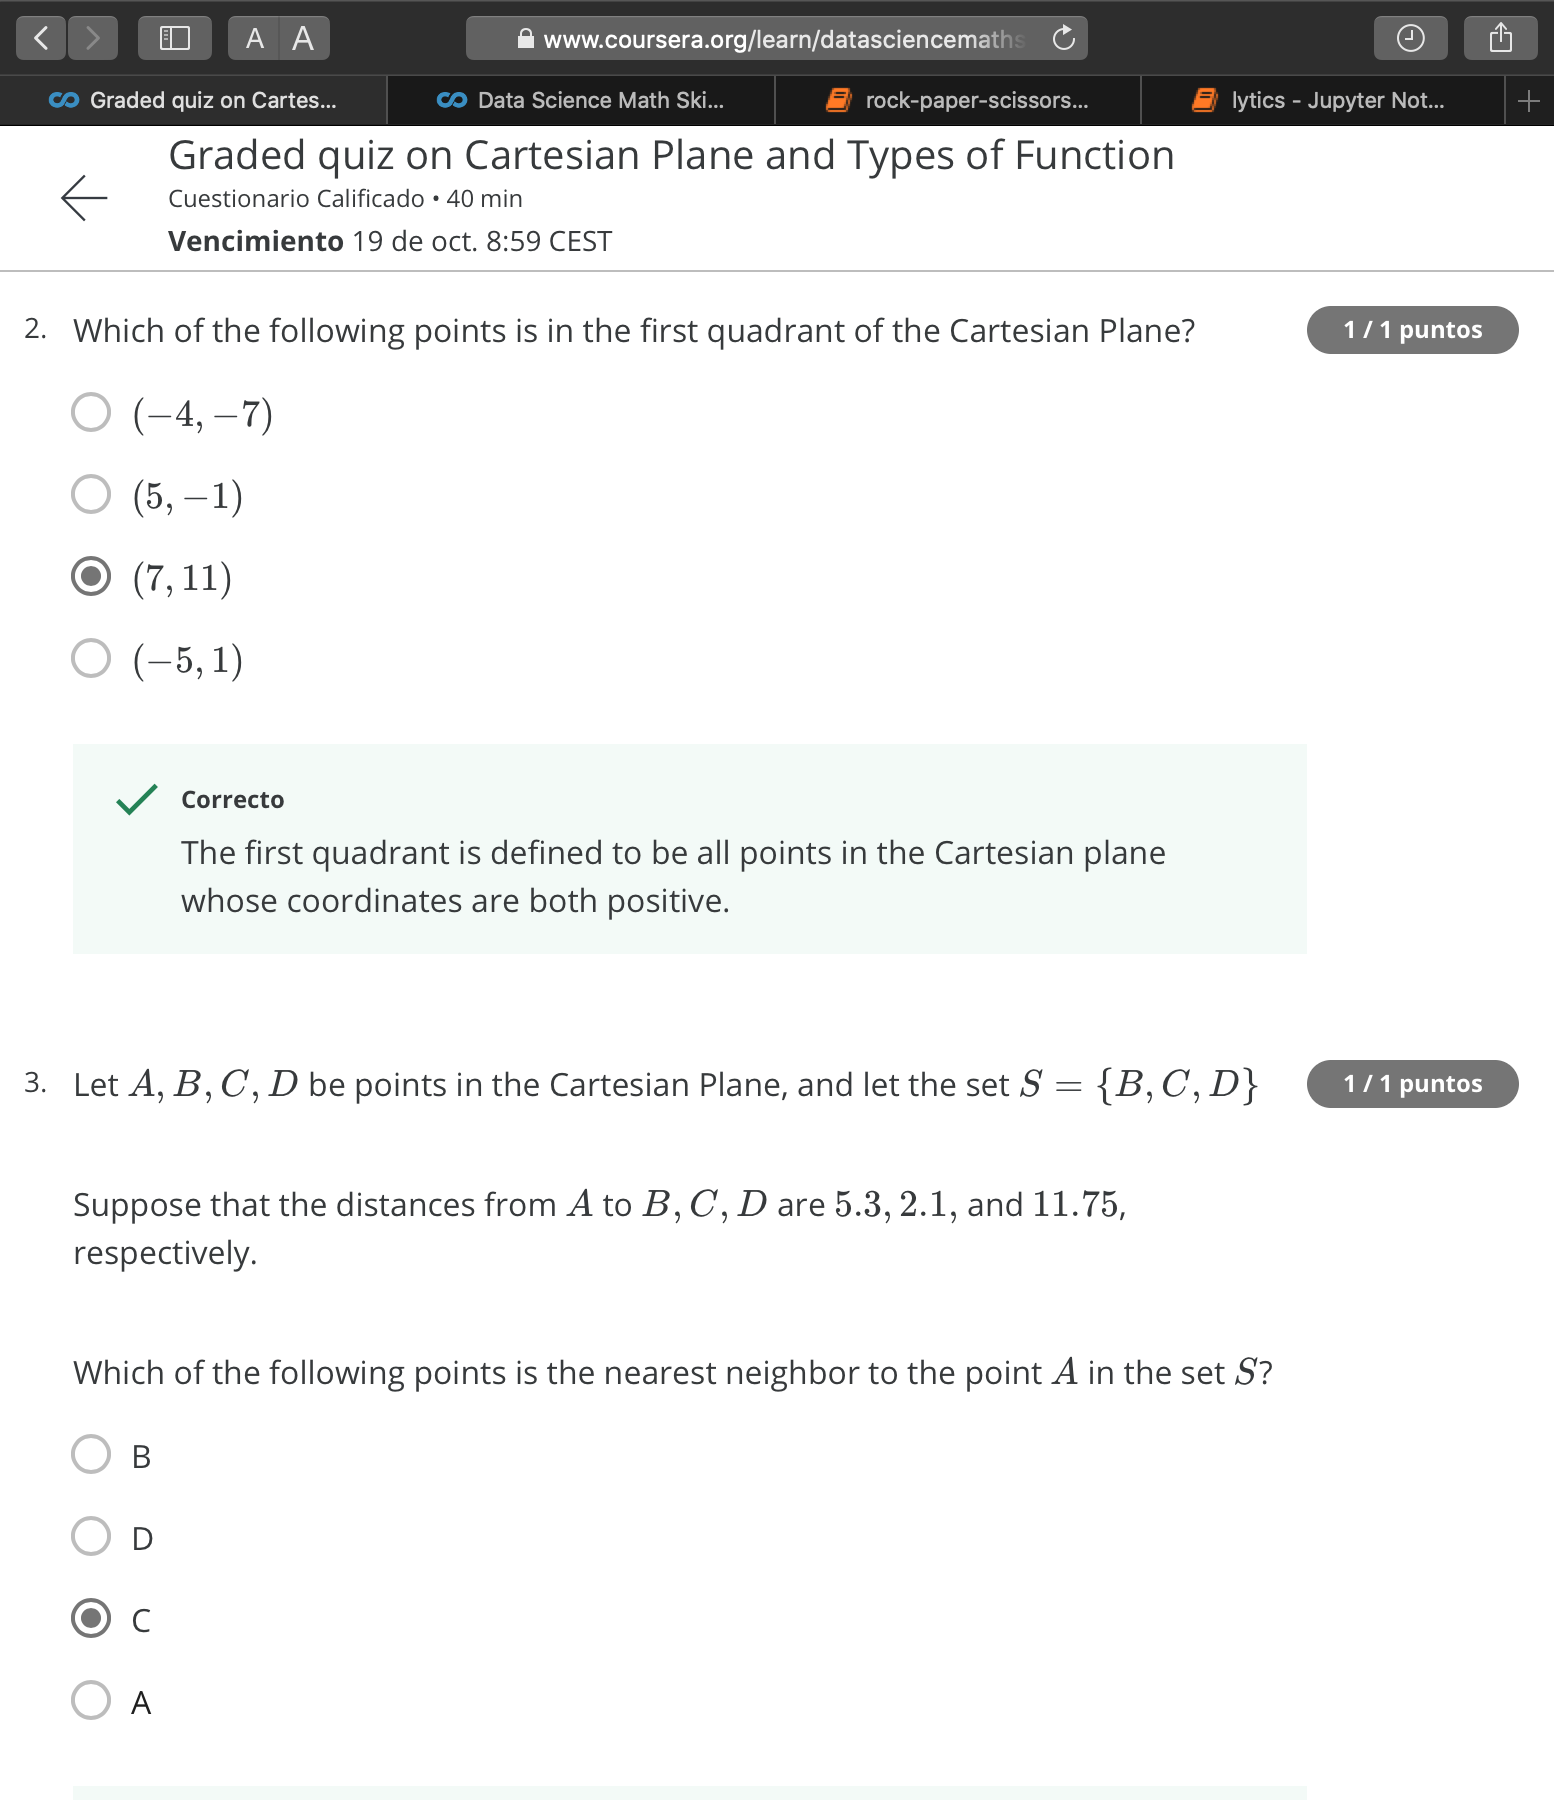 A A
www.coursera.org/learn/datasciencemaths
Graded quiz on Cartes... Data Science Math Ski... rock-paper-scissors... lytics - Jupyter Not...
Graded quiz on Cartesian Plane and Types of Function
Cuestionario Calificado • 40 min
Vencimiento 19 de oct. 8:59 CEST
2. Which of the following points is in the first quadrant of the Cartesian Plane? 1 / 1 puntos
(−4, −7)
(5, −1)
(7, 11)
(−5, 1)
Correcto
The first quadrant is defined to be all points in the Cartesian plane
whose coordinates are both positive.
3. Let A, B, C, D be points in the Cartesian Plane, and let the set S = {B, C, D} 1 / 1 puntos
Suppose that the distances from A to B, C, D are 5.3, 2.1, and 11.75,
respectively.
Which of the following points is the nearest neighbor to the point A in the set S?
B
D
C
A